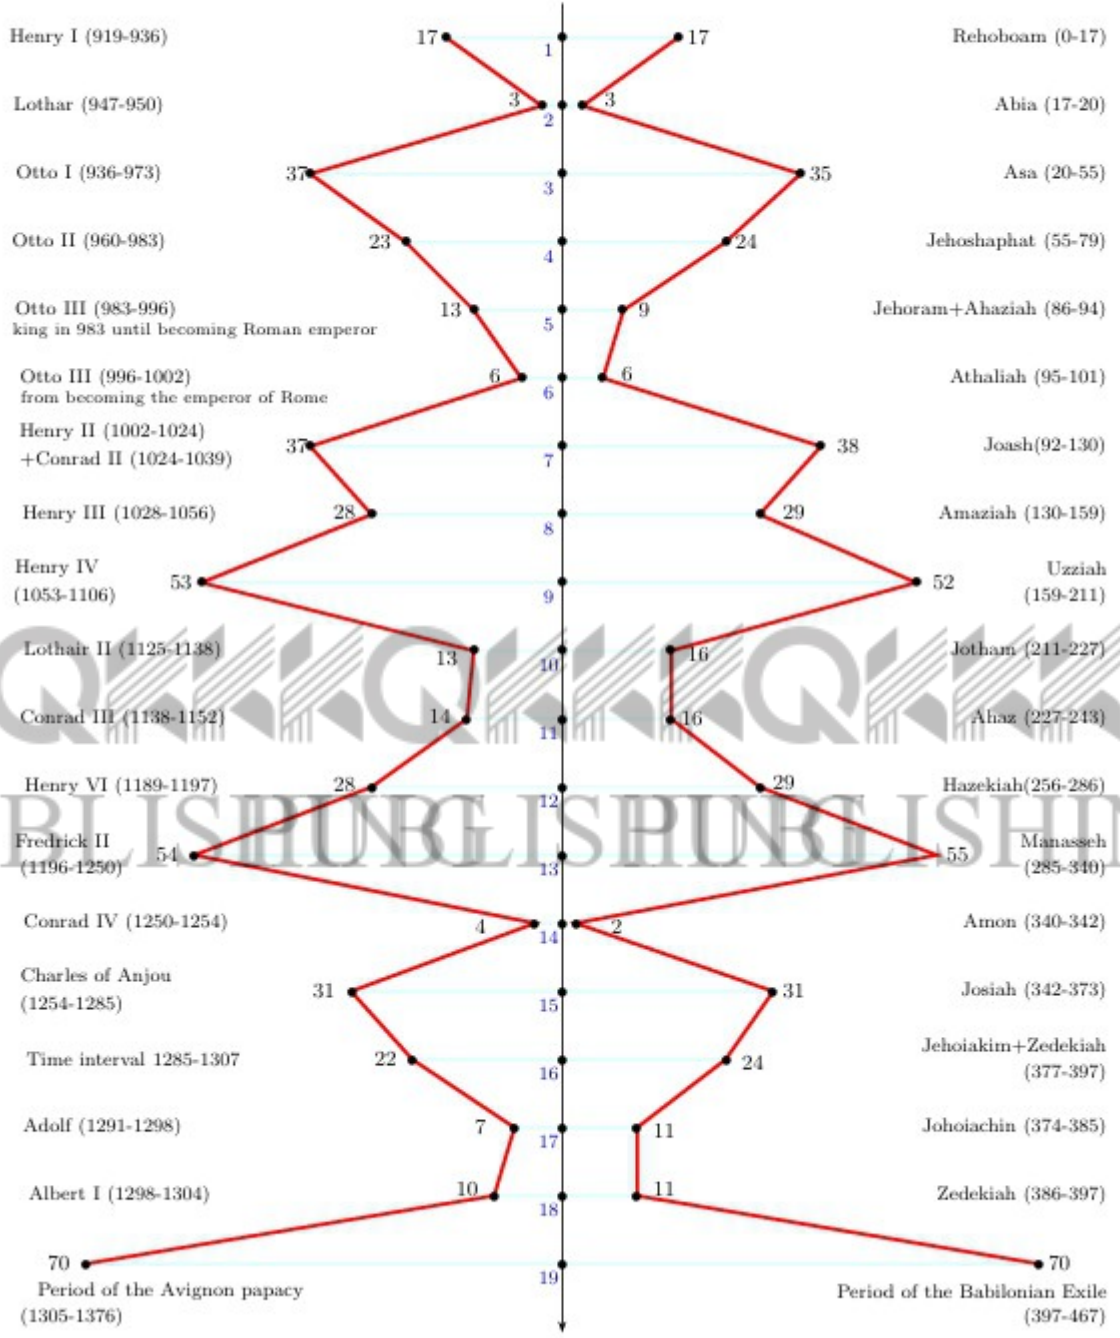 Henry I (919-936) 17 1 17 Rehoboam (0-17)
Lothar (947-950) 3 2 3 Abia (17-20)
Otto I (936-973) 37 3 35 Asa (20-55)
Otto II (960-983) 23 4 24 Jehoshaphat (55-79)
Otto III (983-996) 13 5 9 Jehoram+Ahaziah (86-94)
king in 983 until becoming Roman emperor
Otto III (996-1002) 6 6 6 Athaliah (95-101)
from becoming the emperor of Rome
Henry II (1002-1024)
+Conrad II (1024-1039) 37 7 38 Joash(92-130)
Henry III (1028-1056) 28 8 29 Amaziah (130-159)
Henry IV Uzziah
(1053-1106) 53 9 52 (159-211)
Lothair II (1125-1138) 13 10 16 Jotham (211-227)
Conrad III (1138-1152) 14 11 16 Ahaz (227-243)
Henry VI (1189-1197) 28 12 29 Hazekiah(256-286)
Fredrick II Manasseh
(1196-1250) 54 13 55 (285-340)
Conrad IV (1250-1254) 4 14 2 Amon (340-342)
Charles of Anjou
(1254-1285) 31 15 31 Josiah (342-373)
Time interval 1285-1307 22 16 24 Jehoiakim+Zedekiah
(377-397)
Adolf (1291-1298) 7 17 11 Johoiachin (374-385)
Albert I (1298-1304) 10 18 11 Zedekiah (386-397)
70 19 70
Period of the Avignon papacy Period of the Babilonian Exile
(1305-1376) (397-467)